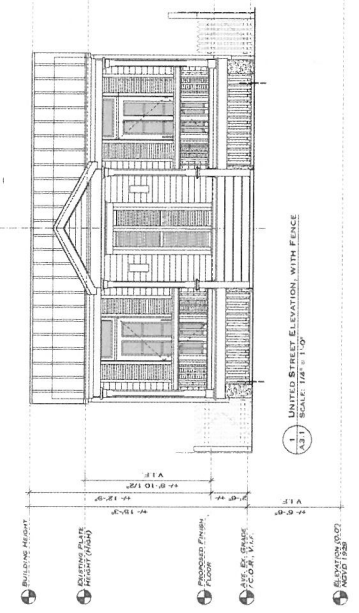 BUILDING HEIGHT
EXISTING PLATE
HEIGHT (HIGH)
PROPOSED FINISH
FLOOR
AVE. EX. GRADE
(C.O.R.) V.I.F.
ELEVATION (0'0")
NGVD 1929
+/- 15'-3"
+/- 12'-9"
+/- 8'-10 1/2"
V.I.F.
+/- 2'-6"
+/- 6'-6"
V.I.F.
1
A3.1
UNITED STREET ELEVATION, WITH FENCE
SCALE: 1/4" = 1'-0"